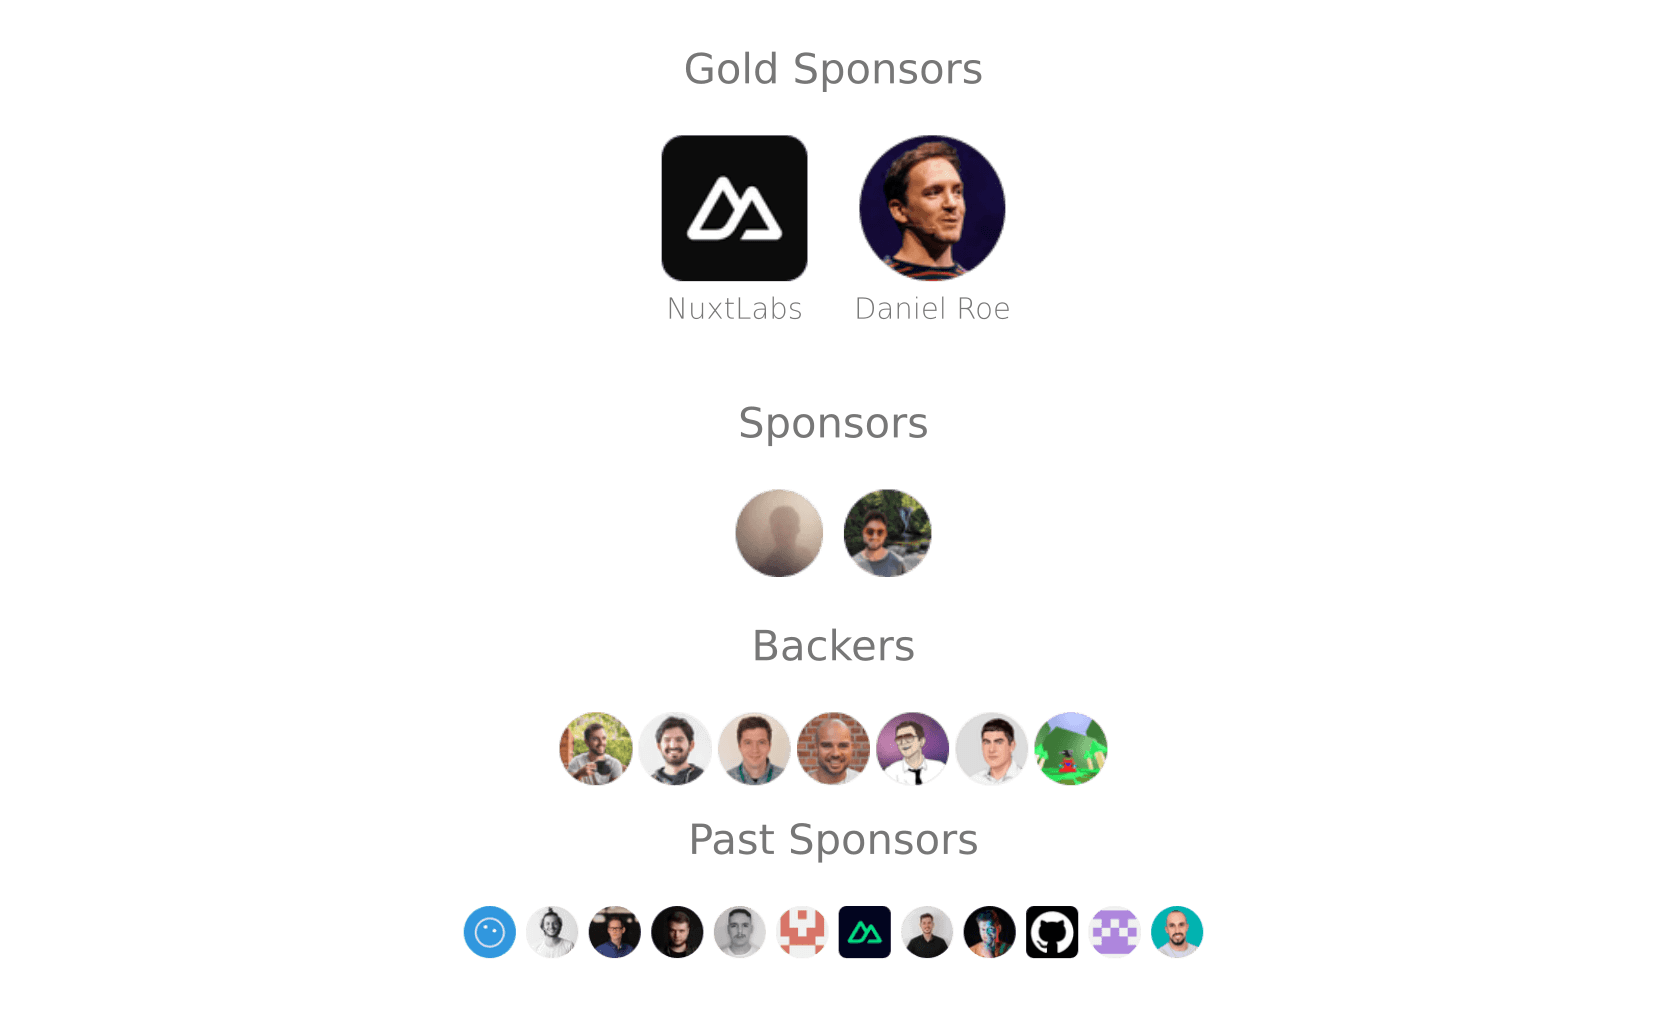 Gold Sponsors
NuxtLabs
Daniel Roe
Sponsors
Backers
Past Sponsors